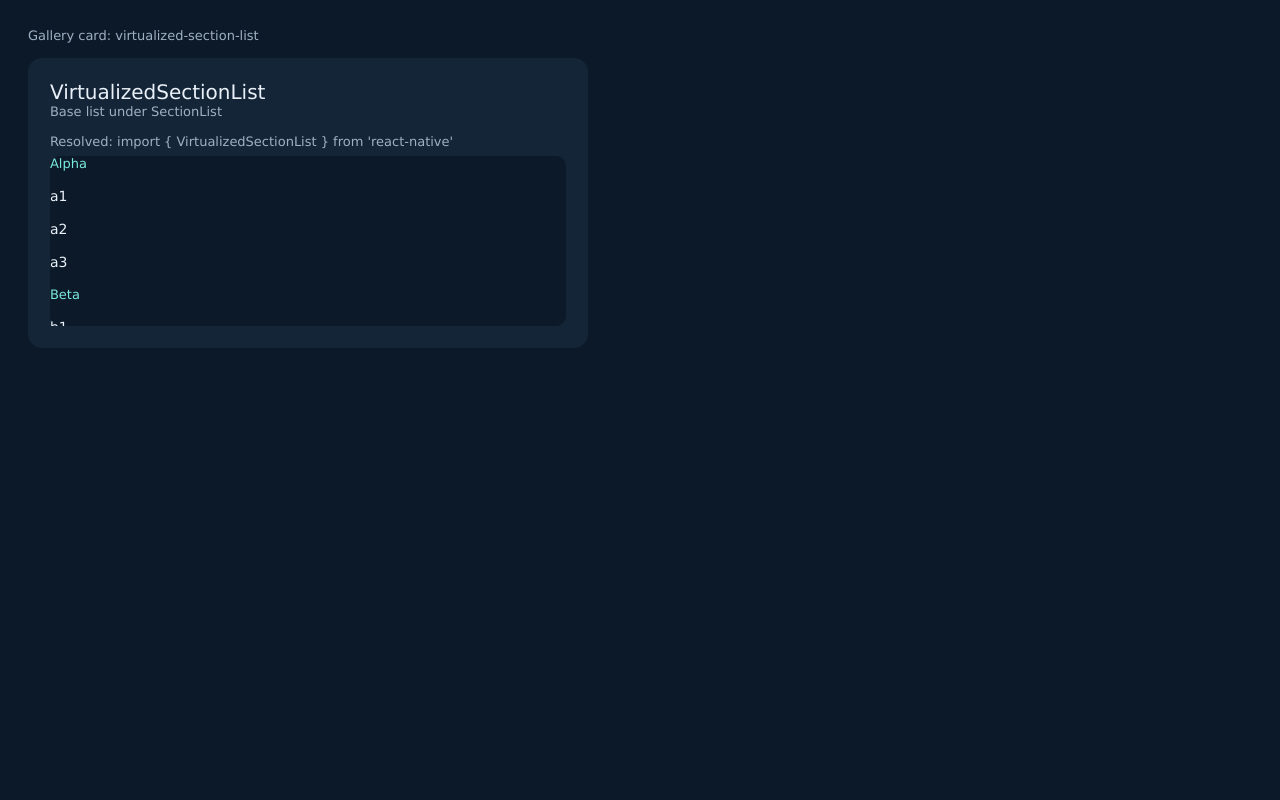 Gallery card: virtualized-section-list
VirtualizedSectionList
Base list under SectionList
Resolved: import { VirtualizedSectionList } from 'react-native'
Alpha
a1
a2
a3
Beta
b1